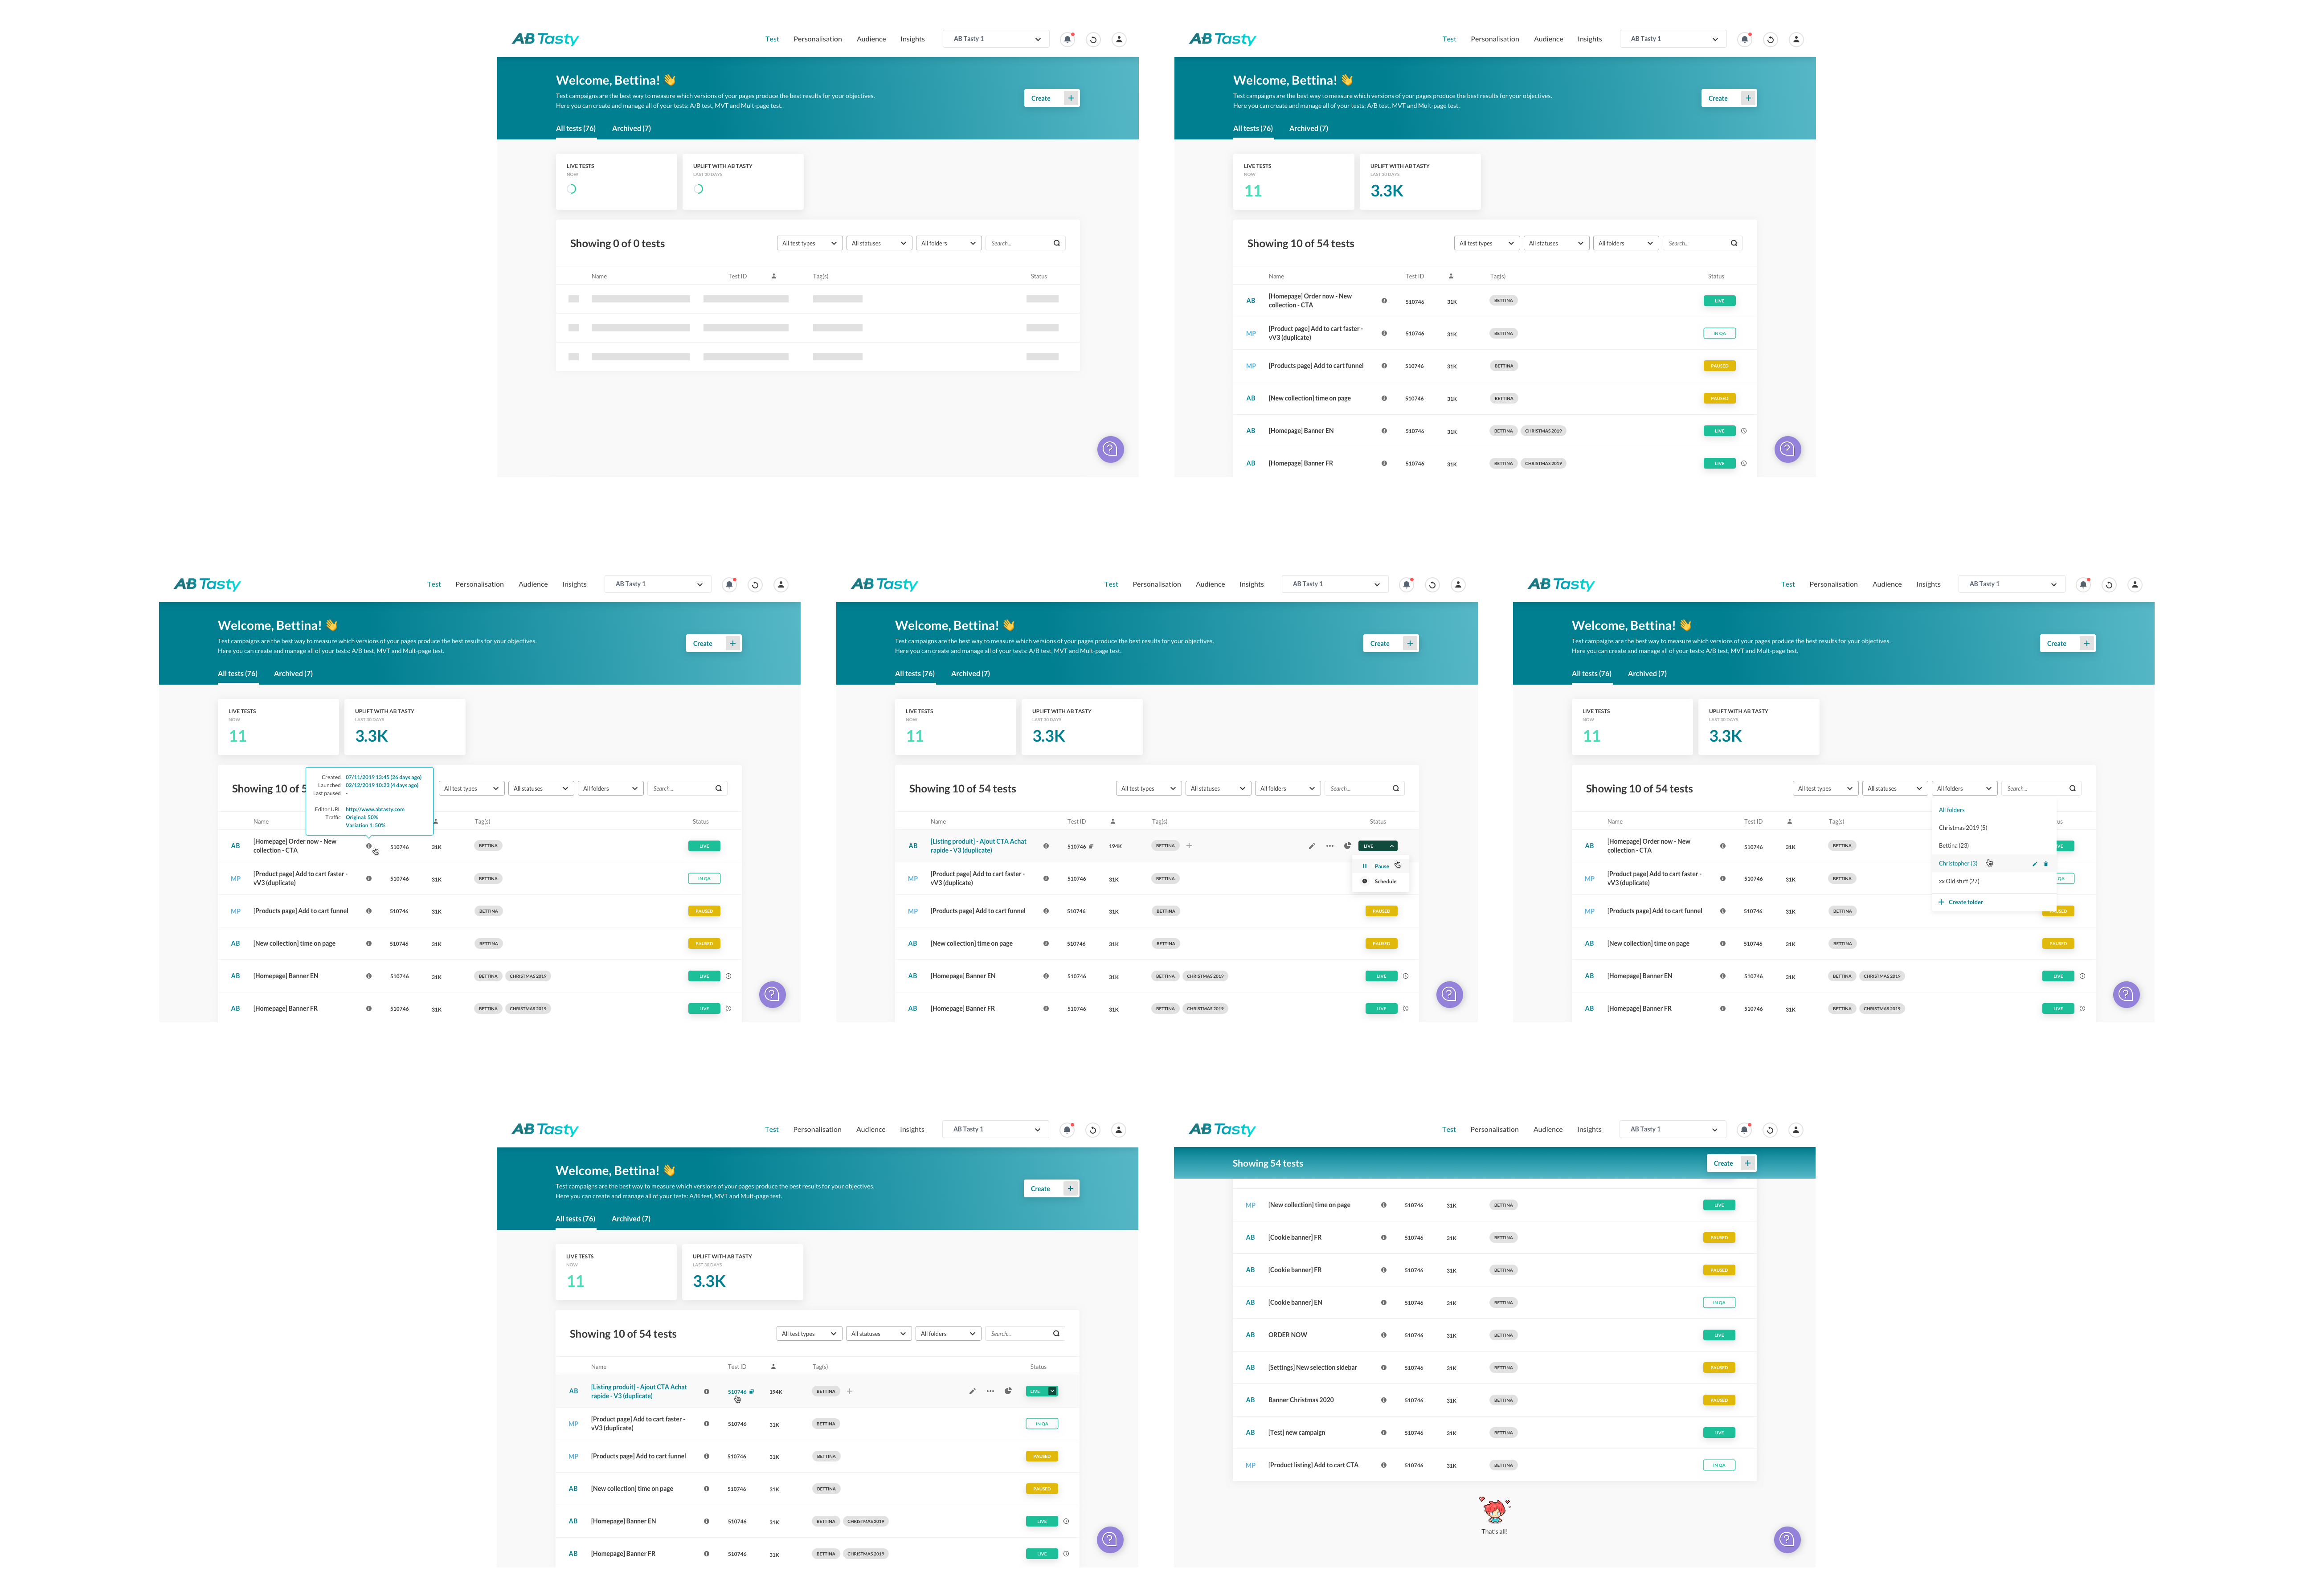 AB Tasty
Test Personalisation Audience Insights AB Tasty 1
Welcome, Bettina! 👋
Test campaigns are the best way to measure which versions of your pages produce the best results for your objectives.
Here you can create and manage all of your tests: A/B test, MVT and Mult-page test.
Create +
All tests (76) Archived (7)
LIVE TESTS
NOW
UPLIFT WITH AB TASTY
LAST 30 DAYS
Showing 0 of 0 tests
All test types All statuses All folders Search...
Name Test ID Tag(s) Status
AB Tasty
Test Personalisation Audience Insights AB Tasty 1
Welcome, Bettina! 👋
Test campaigns are the best way to measure which versions of your pages produce the best results for your objectives.
Here you can create and manage all of your tests: A/B test, MVT and Mult-page test.
Create +
All tests (76) Archived (7)
LIVE TESTS
NOW
11
UPLIFT WITH AB TASTY
LAST 30 DAYS
3.3K
Showing 10 of 54 tests
All test types All statuses All folders Search...
Name Test ID Tag(s) Status
AB [Homepage] Order now - New
collection - CTA 510746 31K BETTINA LIVE
MP [Product page] Add to cart faster -
vV3 (duplicate) 510746 31K BETTINA IN QA
MP [Products page] Add to cart funnel 510746 31K BETTINA PAUSED
AB [New collection] time on page 510746 31K BETTINA PAUSED
AB [Homepage] Banner EN 510746 31K BETTINA CHRISTMAS 2019 LIVE
AB [Homepage] Banner FR 510746 31K BETTINA CHRISTMAS 2019 LIVE
AB Tasty
Test Personalisation Audience Insights AB Tasty 1
Welcome, Bettina! 👋
Test campaigns are the best way to measure which versions of your pages produce the best results for your objectives.
Here you can create and manage all of your tests: A/B test, MVT and Mult-page test.
Create +
All tests (76) Archived (7)
LIVE TESTS
NOW
11
UPLIFT WITH AB TASTY
LAST 30 DAYS
3.3K
Created 07/11/2019 13:45 (26 days ago)
Launched 02/12/2019 10:23 (4 days ago)
Last paused -
Editor URL http://www.abtasty.com
Traffic Original: 50%
Variation 1: 50%
Showing 10 of 5
All test types All statuses All folders Search...
Name Tag(s) Status
AB [Homepage] Order now - New
collection - CTA 510746 31K BETTINA LIVE
MP [Product page] Add to cart faster -
vV3 (duplicate) 510746 31K BETTINA IN QA
MP [Products page] Add to cart funnel 510746 31K BETTINA PAUSED
AB [New collection] time on page 510746 31K BETTINA PAUSED
AB [Homepage] Banner EN 510746 31K BETTINA CHRISTMAS 2019 LIVE
AB [Homepage] Banner FR 510746 31K BETTINA CHRISTMAS 2019 LIVE
AB Tasty
Test Personalisation Audience Insights AB Tasty 1
Welcome, Bettina! 👋
Test campaigns are the best way to measure which versions of your pages produce the best results for your objectives.
Here you can create and manage all of your tests: A/B test, MVT and Mult-page test.
Create +
All tests (76) Archived (7)
LIVE TESTS
NOW
11
UPLIFT WITH AB TASTY
LAST 30 DAYS
3.3K
Showing 10 of 54 tests
All test types All statuses All folders Search...
Name Test ID Tag(s) Status
AB [Listing produit] - Ajout CTA Achat
rapide - V3 (duplicate) 510746 194K BETTINA + LIVE
Pause
Schedule
MP [Product page] Add to cart faster -
vV3 (duplicate) 510746 31K BETTINA
MP [Products page] Add to cart funnel 510746 31K BETTINA PAUSED
AB [New collection] time on page 510746 31K BETTINA PAUSED
AB [Homepage] Banner EN 510746 31K BETTINA CHRISTMAS 2019 LIVE
AB [Homepage] Banner FR 510746 31K BETTINA CHRISTMAS 2019 LIVE
AB Tasty
Test Personalisation Audience Insights AB Tasty 1
Welcome, Bettina! 👋
Test campaigns are the best way to measure which versions of your pages produce the best results for your objectives.
Here you can create and manage all of your tests: A/B test, MVT and Mult-page test.
Create +
All tests (76) Archived (7)
LIVE TESTS
NOW
11
UPLIFT WITH AB TASTY
LAST 30 DAYS
3.3K
Showing 10 of 54 tests
All test types All statuses All folders Search...
All folders
Christmas 2019 (5)
Bettina (23)
Christopher (3)
xx Old stuff (27)
+ Create folder
Name Test ID Tag(s)
AB [Homepage] Order now - New
collection - CTA 510746 31K BETTINA
MP [Product page] Add to cart faster -
vV3 (duplicate) 510746 31K BETTINA
MP [Products page] Add to cart funnel 510746 31K BETTINA
AB [New collection] time on page 510746 31K BETTINA PAUSED
AB [Homepage] Banner EN 510746 31K BETTINA CHRISTMAS 2019 LIVE
AB [Homepage] Banner FR 510746 31K BETTINA CHRISTMAS 2019 LIVE
AB Tasty
Test Personalisation Audience Insights AB Tasty 1
Welcome, Bettina! 👋
Test campaigns are the best way to measure which versions of your pages produce the best results for your objectives.
Here you can create and manage all of your tests: A/B test, MVT and Mult-page test.
Create +
All tests (76) Archived (7)
LIVE TESTS
NOW
11
UPLIFT WITH AB TASTY
LAST 30 DAYS
3.3K
Showing 10 of 54 tests
All test types All statuses All folders Search...
Name Test ID Tag(s) Status
AB [Listing produit] - Ajout CTA Achat
rapide - V3 (duplicate) 510746 194K BETTINA + LIVE
MP [Product page] Add to cart faster -
vV3 (duplicate) 510746 31K BETTINA IN QA
MP [Products page] Add to cart funnel 510746 31K BETTINA PAUSED
AB [New collection] time on page 510746 31K BETTINA PAUSED
AB [Homepage] Banner EN 510746 31K BETTINA CHRISTMAS 2019 LIVE
AB [Homepage] Banner FR 510746 31K BETTINA CHRISTMAS 2019 LIVE
AB Tasty
Test Personalisation Audience Insights AB Tasty 1
Showing 54 tests
Create +
MP [New collection] time on page 510746 31K BETTINA LIVE
AB [Cookie banner] FR 510746 31K BETTINA PAUSED
AB [Cookie banner] FR 510746 31K BETTINA PAUSED
AB [Cookie banner] EN 510746 31K BETTINA IN QA
AB ORDER NOW 510746 31K BETTINA LIVE
AB [Settings] New selection sidebar 510746 31K BETTINA PAUSED
AB Banner Christmas 2020 510746 31K BETTINA PAUSED
AB [Test] new campaign 510746 31K BETTINA LIVE
MP [Product listing] Add to cart CTA 510746 31K BETTINA IN QA
That's all!